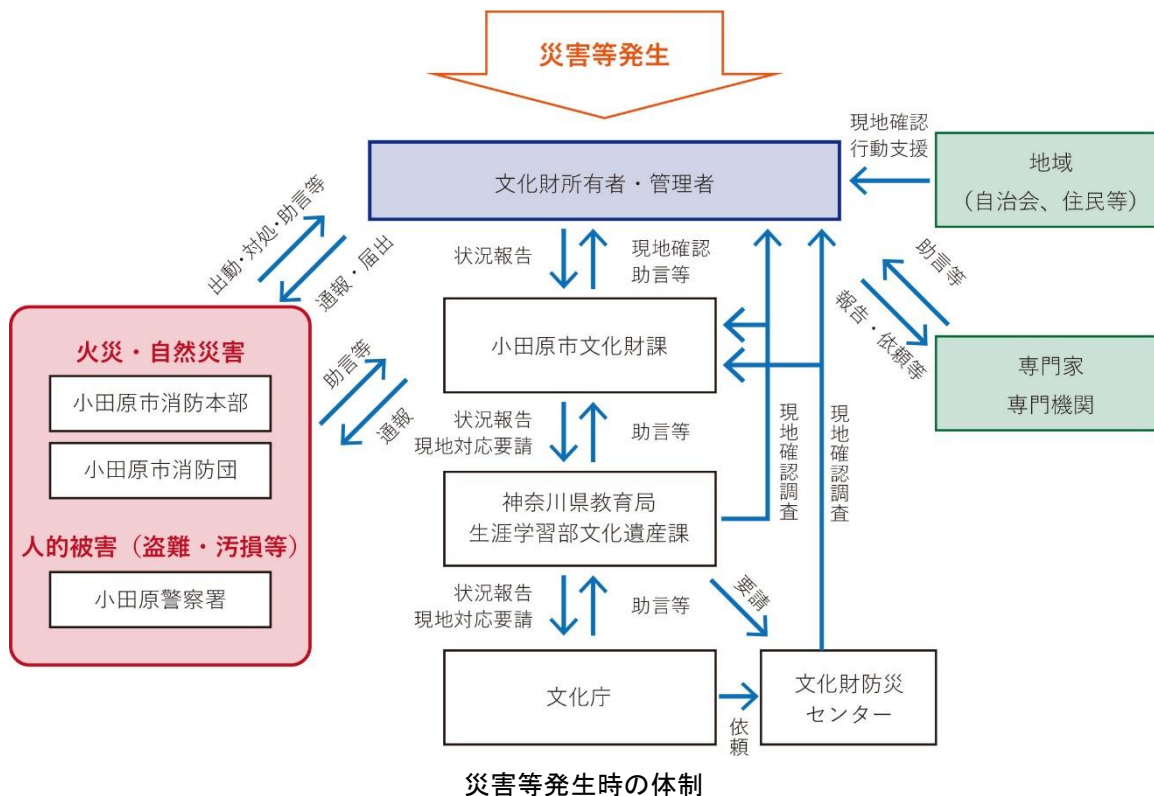 災害等発生
文化財所有者・管理者
現地確認
行動支援
地域
（自治会、住民等）
出動・対処・助言等
通報・届出
状況報告
現地確認
助言等
助言等
報告・依頼等
火災・自然災害
小田原市消防本部
小田原市消防団
人的被害（盗難・汚損等）
小田原警察署
助言等
通報
小田原市文化財課
専門家
専門機関
状況報告
現地対応要請
助言等
現地確認調査
現地確認調査
神奈川県教育局
生涯学習部文化遺産課
状況報告
現地対応要請
助言等
要請
文化庁
依頼
文化財防災
センター
災害等発生時の体制